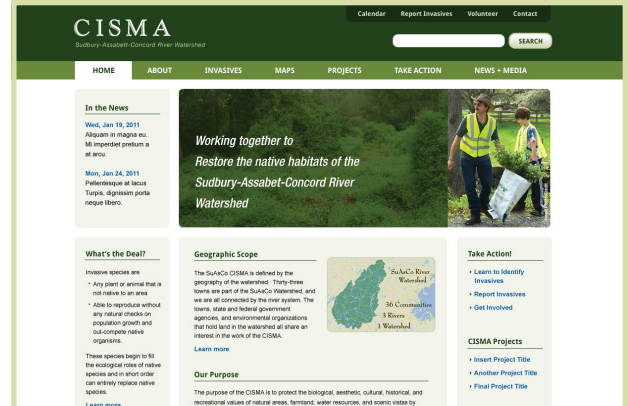 Calendar Report Invasives Volunteer Contact
CISMA
Sudbury-Assabett-Concord River Watershed
SEARCH
HOME ABOUT INVASIVES MAPS PROJECTS TAKE ACTION NEWS + MEDIA
In the News
Wed, Jan 19, 2011
Aliquam in magna eu.
Mi imperdiet pretium a
at arcu.
Mon, Jan 24, 2011
Pellentesque at lacus
Turpis, dignissim porta
neque libero.
Working together to
Restore the native habitats of the
Sudbury-Assabet-Concord River
Watershed
What's the Deal?
Invasive species are
• Any plant or animal that is
not native to an area
• Able to reproduce without
any natural checks on
population growth and
out-compete native
organisms.
These species begin to fill
the ecological roles of native
species and in short order
can entirely replace native
species.
Learn more
Geographic Scope
The SuAsCo CISMA is defined by the
geography of the watershed. Thirty-three
towns are part of the SuAsCo Watershed, and
we are all connected by the river system. The
towns, state and federal government
agencies, and environmental organizations
that hold land in the watershed all share an
interest in the work of the CISMA.
Learn more
SuAsCo River
Watershed
36 Communities
3 Rivers
1 Watershed
Our Purpose
The purpose of the CISMA is to protect the biological, aesthetic, cultural, historical, and
recreational values of natural areas, farmland, water resources, and scenic vistas by
Take Action!
Learn to Identify
Invasives
Report Invasives
Get Involved
CISMA Projects
Insert Project Title
Another Project Title
Final Project Title